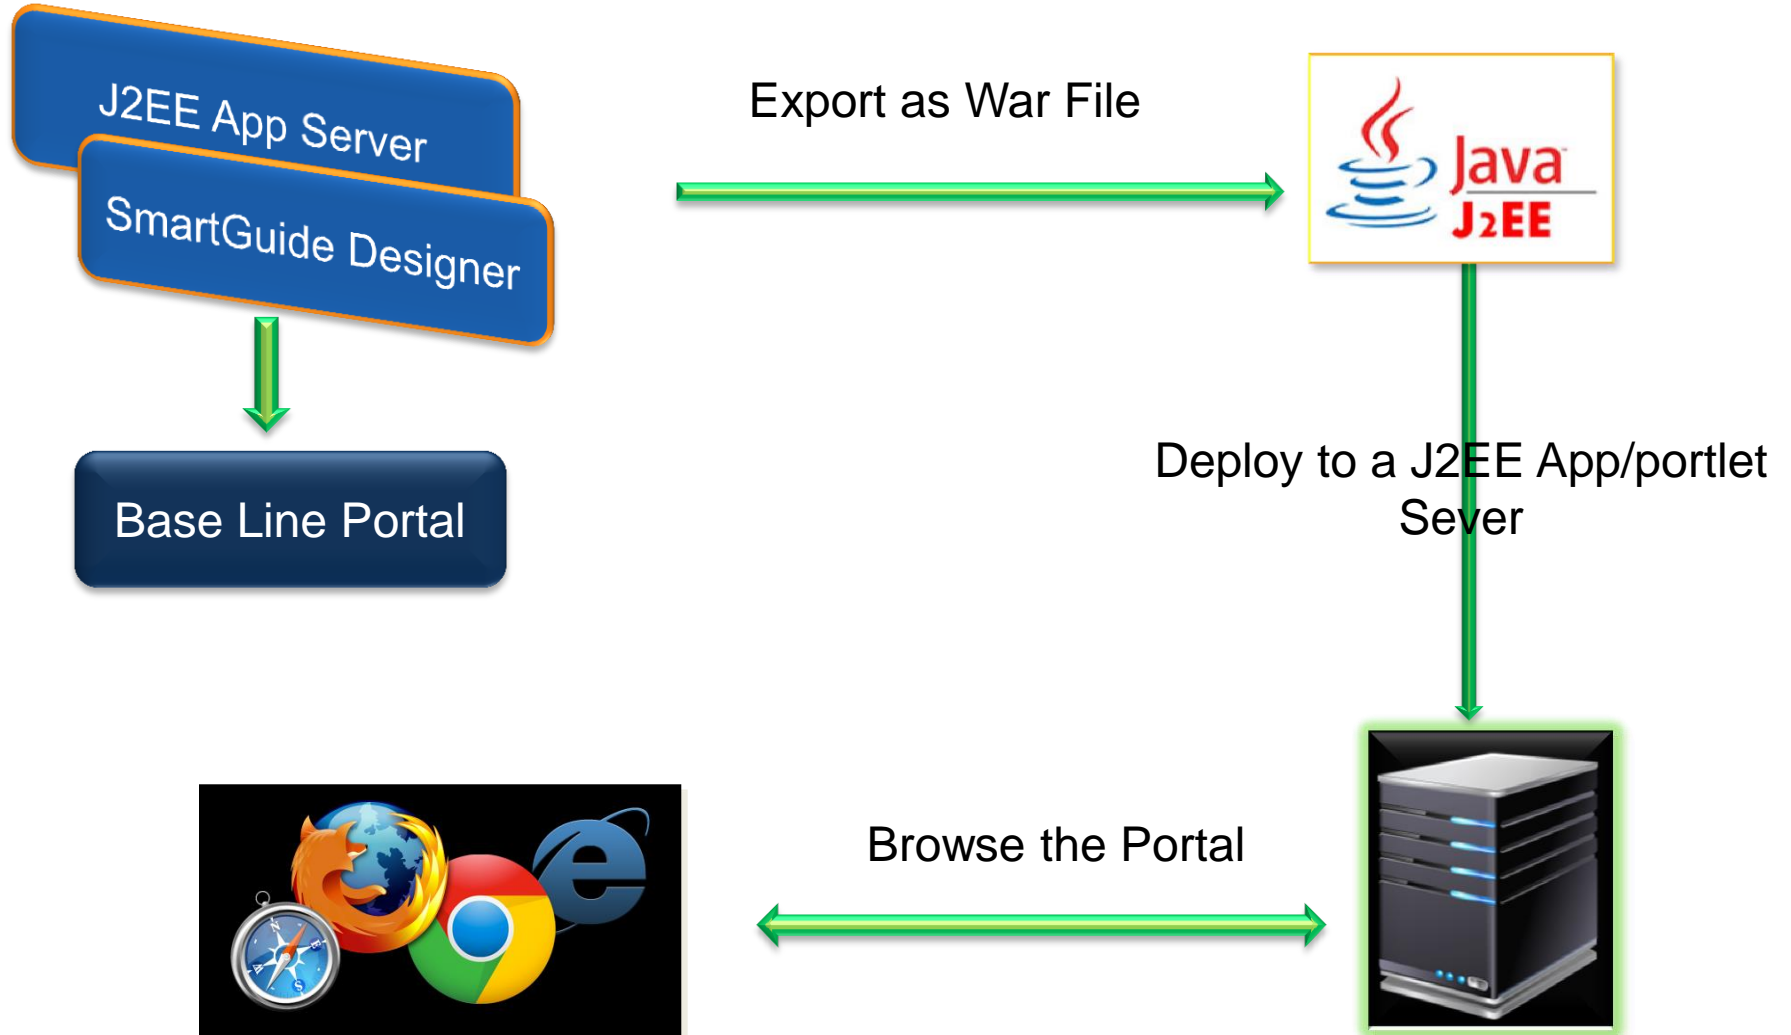 J2EE App Server
SmartGuide Designer
Export as War File
Java
J2EE
Base Line Portal
Deploy to a J2EE App/portlet
Sever
Browse the Portal